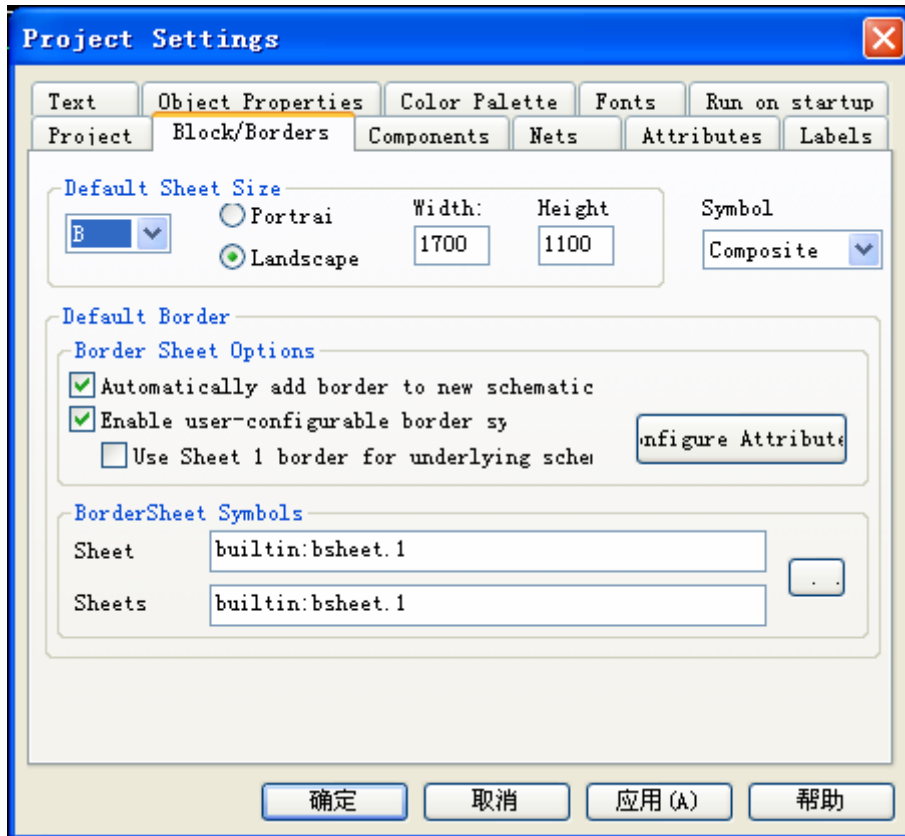 Project Settings
Text Object Properties Color Palette Fonts Run on startup
Project Block/Borders Components Nets Attributes Labels
Default Sheet Size
B
Portrai
Landscape
Width:
1700
Height
1100
Symbol
Composite
Default Border
Border Sheet Options
Automatically add border to new schematic
Enable user-configurable border sy
Use Sheet 1 border for underlying scher
nfigure Attribute
BorderSheet Symbols
Sheet builtin:bsheet.1
Sheets builtin:bsheet.1
. .
确定 取消 应用(A) 帮助